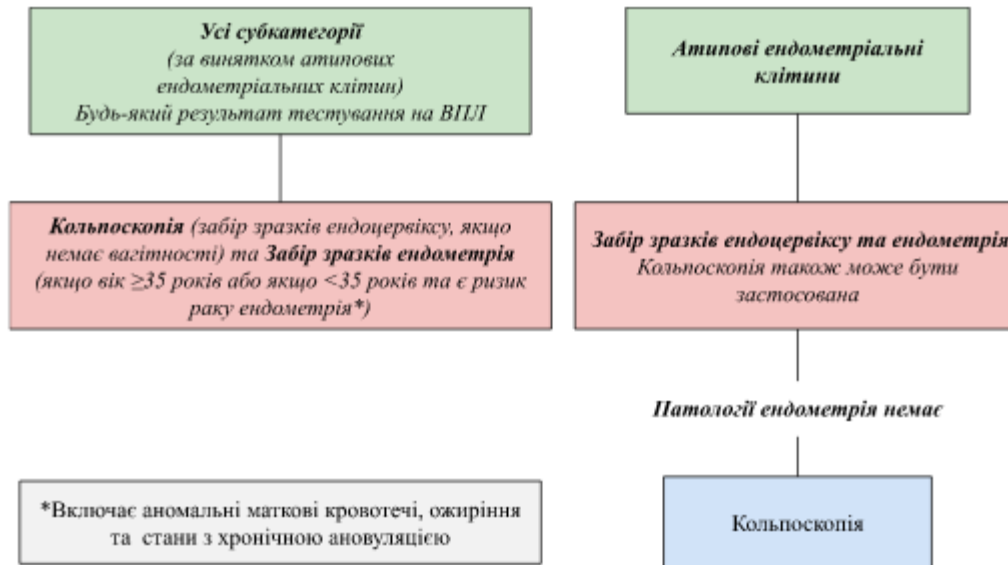 Усі субкатегорії
(за винятком атипових
ендометріальних клітин)
Будь-який результат тестування на ВПЛ
Атипові ендометріальні
клітини
Кольпоскопія (забір зразків ендоцервіксу, якщо
немає вагітності) та Забір зразків ендометрія
(якщо вік ≥35 років або якщо <35 років та є ризик
раку ендометрія*)
Забір зразків ендоцервіксу та ендометрія
Кольпоскопія також може бути
застосована
Патології ендометрія немає
*Включає аномальні маткові кровотечі, ожиріння
та стани з хронічною ановуляцією
Кольпоскопія